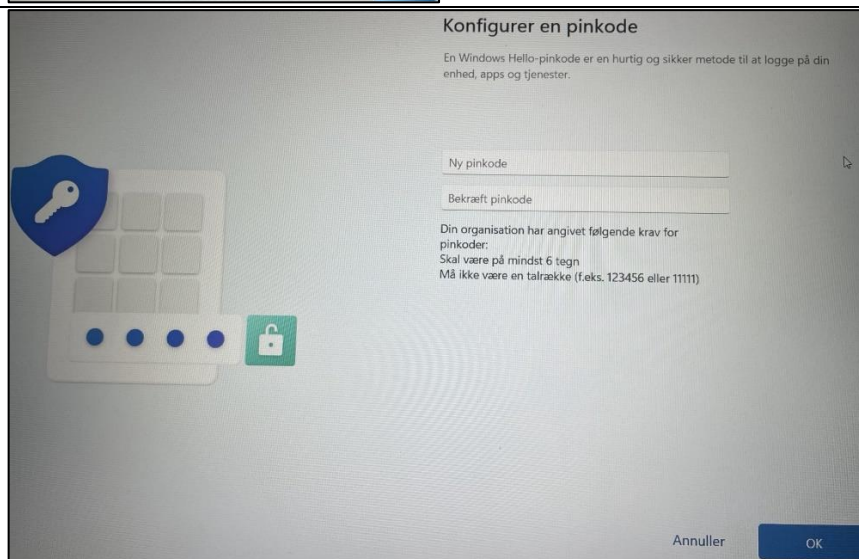 Konfigurer en pinkode
En Windows Hello-pinkode er en hurtig og sikker metode til at logge på din
enhed, apps og tjenester.
Ny pinkode
Bekræft pinkode
Din organisation har angivet følgende krav for
pinkoder:
Skal være på mindst 6 tegn
Må ikke være en talrække (f.eks. 123456 eller 11111)
Annuller
OK